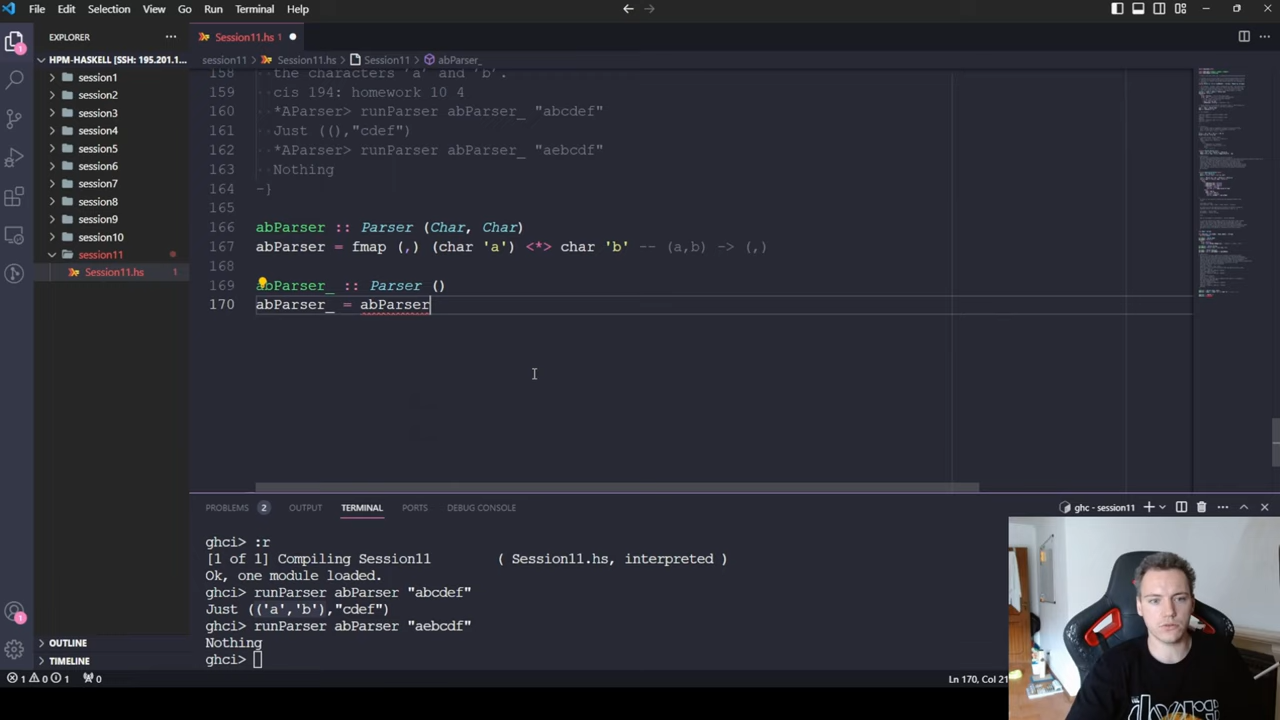 File Edit Selection View Go Run Terminal Help
EXPLORER
Session11.hs 1
HPM-HASKELL [SSH: 195.201.1...
session11 > Session11.hs > Session11 > abParser_
session1
session2
session3
session4
session5
session6
session7
session8
session9
session10
session11
Session11.hs 1
158 the characters 'a' and 'b'.
159 cis 194: homework 10 4
160 *AParser> runParser abParser_ "abcdef"
161 Just ((),"cdef")
162 *AParser> runParser abParser_ "aebcdf"
163 Nothing
164 -}
165
166 abParser :: Parser (Char, Char)
167 abParser = fmap (,) (char 'a') <*> char 'b' -- (a,b) -> (,)
168
169 abParser_ :: Parser ()
170 abParser_ = abParser
PROBLEMS 2 OUTPUT TERMINAL PORTS DEBUG CONSOLE
ghc - session11
ghci> :r
[1 of 1] Compiling Session11 ( Session11.hs, interpreted )
Ok, one module loaded.
ghci> runParser abParser "abcdef"
Just (('a','b'),"cdef")
ghci> runParser abParser "aebcdf"
Nothing
ghci>
OUTLINE
TIMELINE
1 0 1 0
Ln 170, Col 21
the